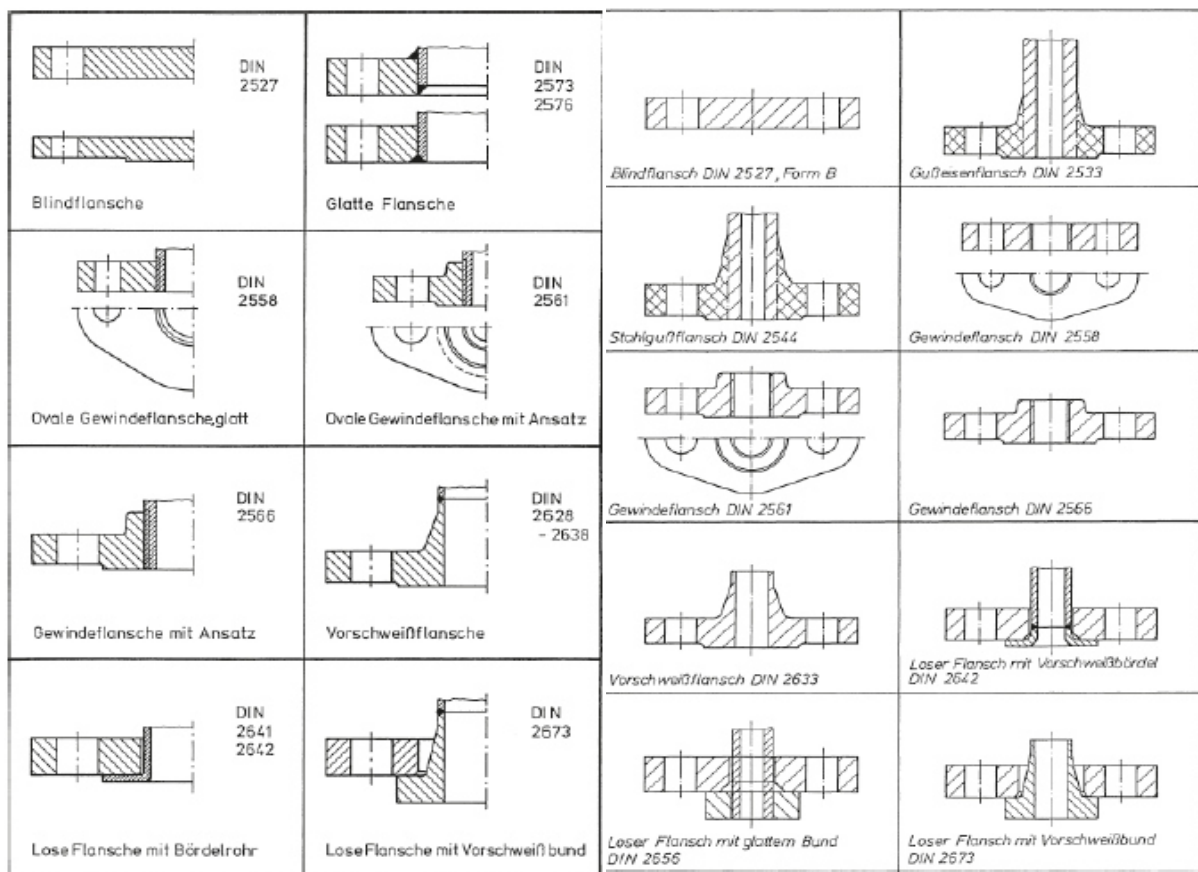 DIN
2527
Blindflansche
DIN
2573
2576
Glatte Flansche
DIN
2558
Ovale Gewindeflansche,glatt
DIN
2561
Ovale Gewindeflansche mit Ansatz
DIN
2566
Gewindeflansche mit Ansatz
DIN
2628
- 2638
Vorschweißflansche
DIN
2641
2642
Lose Flansche mit Bördelrohr
DIN
2673
Lose Flansche mit Vorschweißbund
Blindflansch DIN 2527, Form B
Gußeisenflansch DIN 2533
Stahlgußflansch DIN 2544
Gewindeflansch DIN 2558
Gewindeflansch DIN 2561
Gewindeflansch DIN 2566
Vorschweißflansch DIN 2633
Loser Flansch mit Vorschweißbördel
DIN 2642
Loser Flansch mit glattem Bund
DIN 2656
Loser Flansch mit Vorschweißbund
DIN 2673